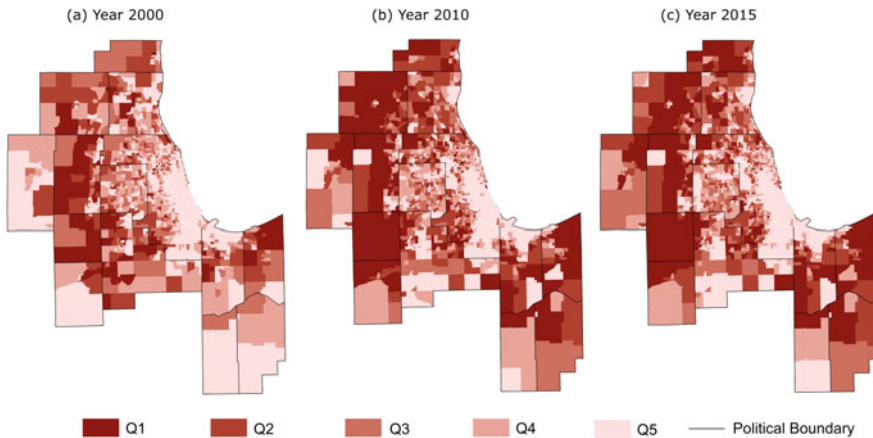 (a) Year 2000
(b) Year 2010
(c) Year 2015
Q1
Q2
Q3
Q4
Q5
Political Boundary